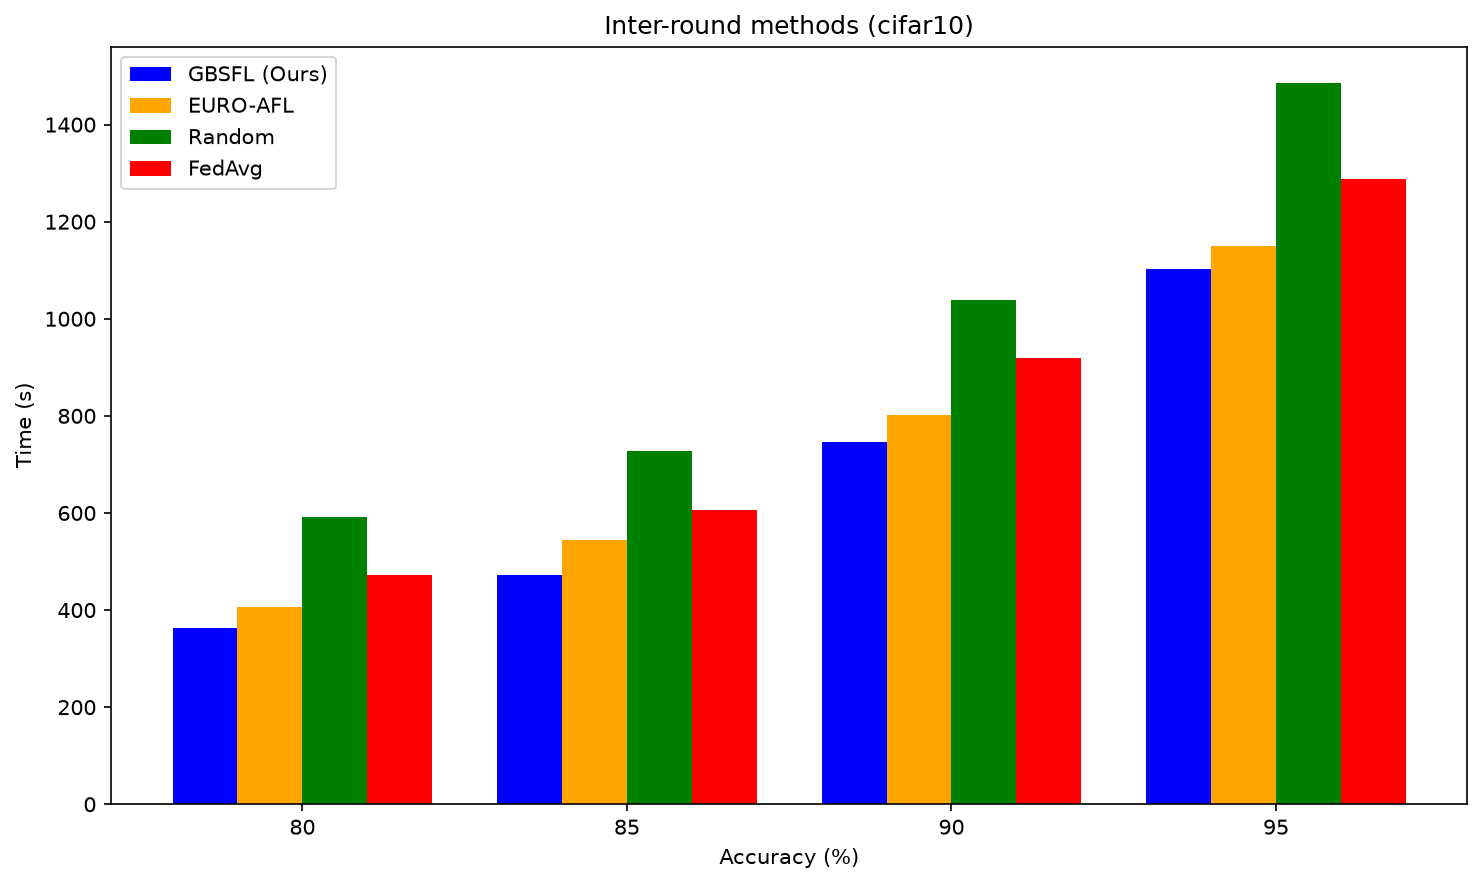 Inter-round methods (cifar10)
GBSFL (Ours)
EURO-AFL
Random
FedAvg
1400
1200
1000
800
600
400
200
0
Time (s)
80
85
90
95
Accuracy (%)